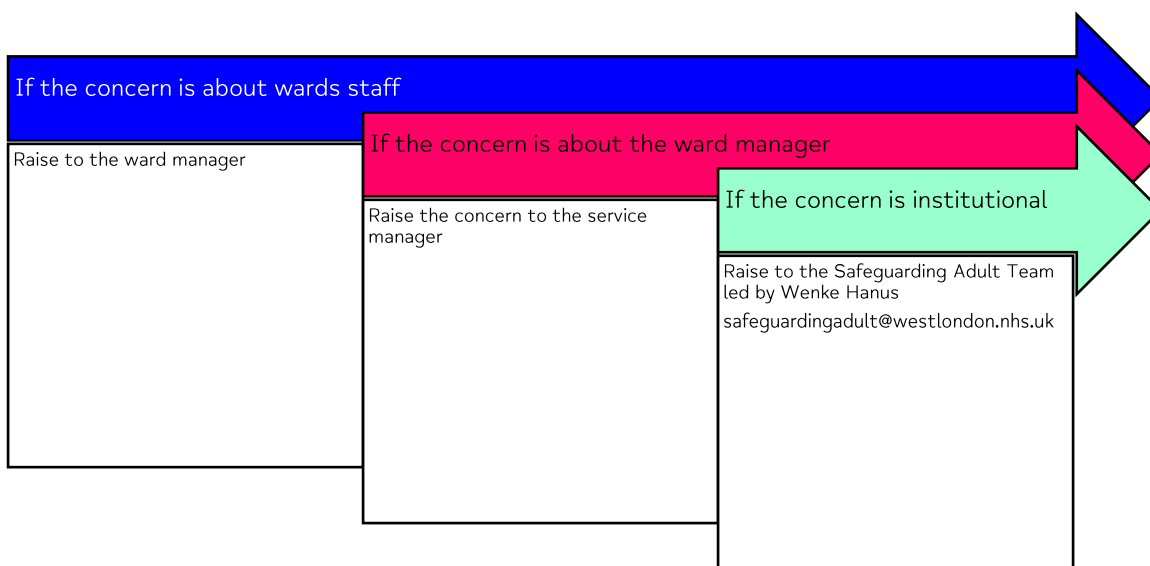 If the concern is about wards staff
Raise to the ward manager
If the concern is about the ward manager
Raise the concern to the service
manager
If the concern is institutional
Raise to the Safeguarding Adult Team
led by Wenke Hanus
safeguardingadult@westlondon.nhs.uk